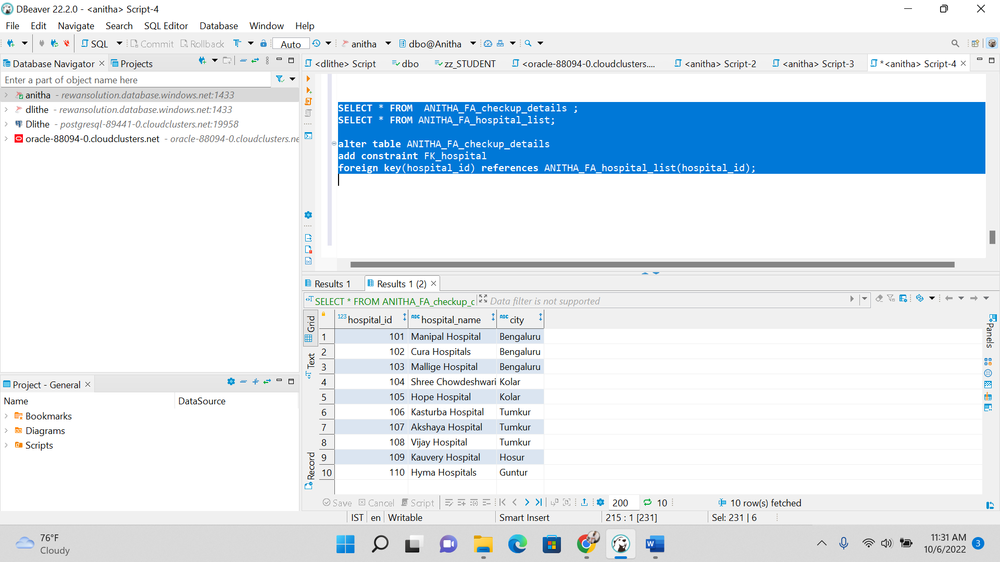 DBeaver 22.2.0 - <anitha> Script-4
File Edit Navigate Search SQL Editor Database Window Help
SQL Commit Rollback Auto anitha dbo@Anitha
Database Navigator Projects
<dlithe> Script dbo zz_STUDENT <oracle-88094-0.cloudclusters.... <anitha> Script-2 <anitha> Script-3 *<anitha> Script-4
Enter a part of object name here
anitha - rewansolution.database.windows.net:1433
dlithe - rewansolution.database.windows.net:1433
Dlithe - postgresql-89441-0.cloudclusters.net:19958
oracle-88094-0.cloudclusters.net - oracle-88094-0.cloudclusters.ne
SELECT * FROM  ANITHA_FA_checkup_details ;
SELECT * FROM ANITHA_FA_hospital_list;
alter table ANITHA_FA_checkup_details
add constraint FK_hospital
foreign key(hospital_id) references ANITHA_FA_hospital_list(hospital_id);
Results 1 Results 1 (2)
SELECT * FROM ANITHA_FA_checkup_c Data filter is not supported
Grid
Text
Record
Panels
123 hospital_id ABC hospital_name ABC city
1 101 Manipal Hospital Bengaluru
2 102 Cura Hospitals Bengaluru
3 103 Mallige Hospital Bengaluru
4 104 Shree Chowdeshwari Kolar
5 105 Hope Hospital Kolar
6 106 Kasturba Hospital Tumkur
7 107 Akshaya Hospital Tumkur
8 108 Vijay Hospital Tumkur
9 109 Kauvery Hospital Hosur
10 110 Hyma Hospitals Guntur
Save Cancel Script 200 10 10 row(s) fetched
Project - General
Name DataSource
Bookmarks
Diagrams
Scripts
IST en Writable Smart Insert 215 : 1 [231] Sel: 231 | 6
76°F
Cloudy
11:31 AM
10/6/2022
3